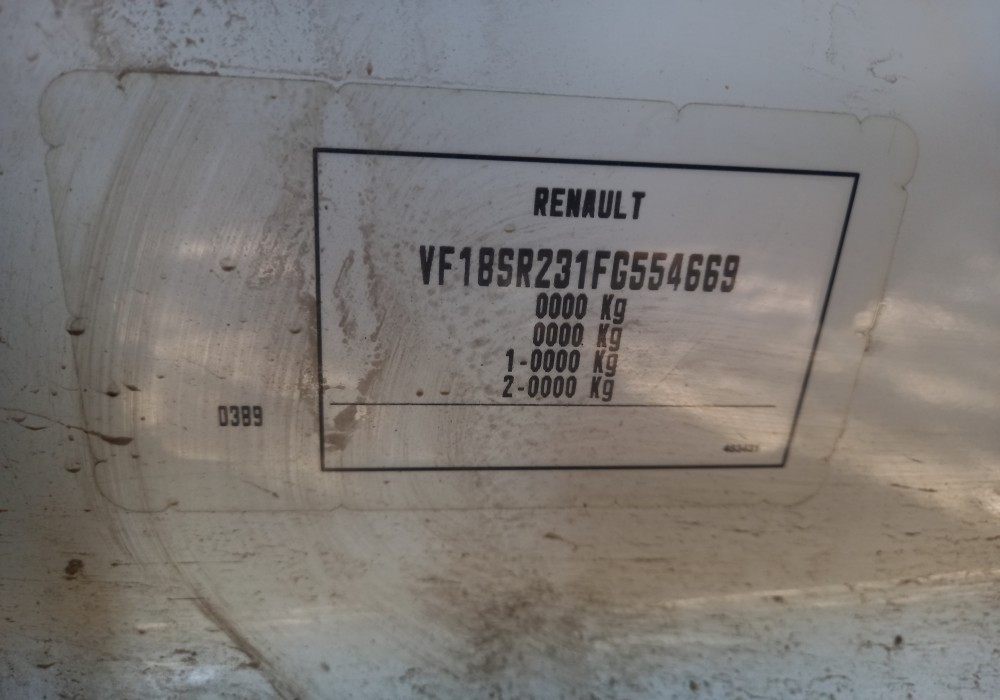 RENAULT
VF18SR231FG554669
0000 Kg
0000 Kg
1-0000 Kg
2-0000 Kg
0389